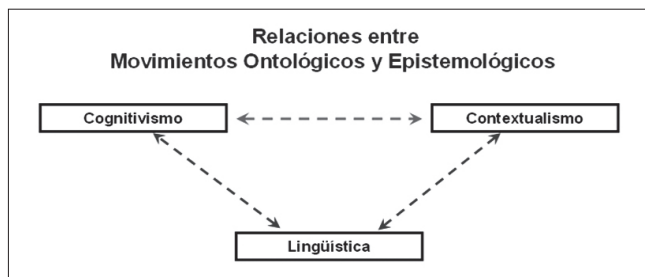 Relaciones entre
Movimientos Ontológicos y Epistemológicos
Cognitivismo
Contextualismo
Lingüística